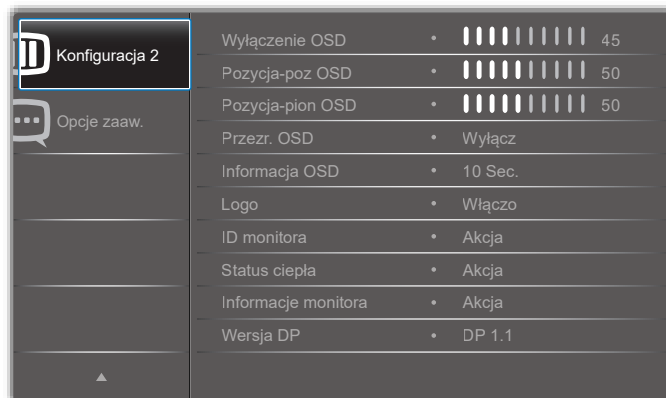 Konfiguracja 2
Opcje zaaw.
Wyłączenie OSD • 45
Pozycja-poz OSD • 50
Pozycja-pion OSD • 50
Przezr. OSD • Wyłącz
Informacja OSD • 10 Sec.
Logo • Włączo
ID monitora • Akcja
Status ciepła • Akcja
Informacje monitora • Akcja
Wersja DP • DP 1.1